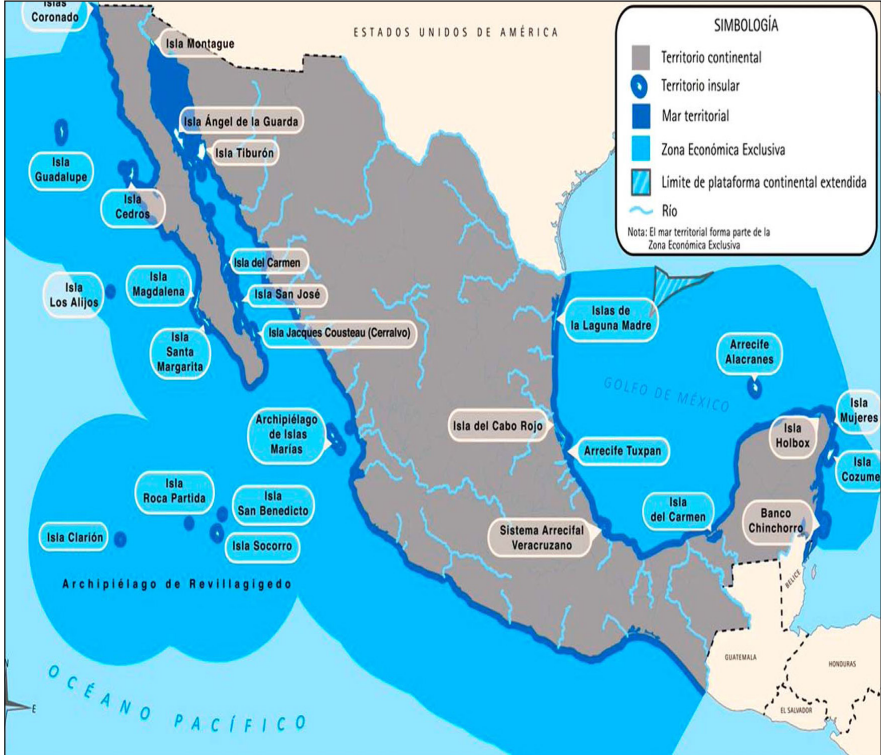 Islas
Coronado
Isla Montague
ESTADOS UNIDOS DE AMÉRICA
SIMBOLOGÍA
Territorio continental
Territorio insular
Mar territorial
Zona Económica Exclusiva
Límite de plataforma continental extendida
Río
Nota: El mar territorial forma parte de la
Zona Económica Exclusiva
Isla Ángel de la Guarda
Isla Tiburón
Isla
Guadalupe
Isla
Cedros
Isla del Carmen
Isla
Magdalena
Isla San José
Isla
Los Alijos
Isla Jacques Cousteau (Cerralvo)
Isla
Santa
Margarita
Islas de
la Laguna Madre
Arrecife
Alacranes
GOLFO DE MÉXICO
Isla
Mujeres
Isla
Holbox
Isla
Cozume
Archipiélago
de Islas
Marías
Isla del Cabo Rojo
Arrecife Tuxpan
Isla
Roca Partida
Isla
San Benedicto
Isla Clarión
Isla Socorro
Archipiélago de Revillagigedo
Sistema Arrecifal
Veracruzano
Isla
del Carmen
Banco
Chinchorro
BELICE
GUATEMALA
HONDURAS
EL SALVADOR
N
E
OCÉANO PACÍFICO